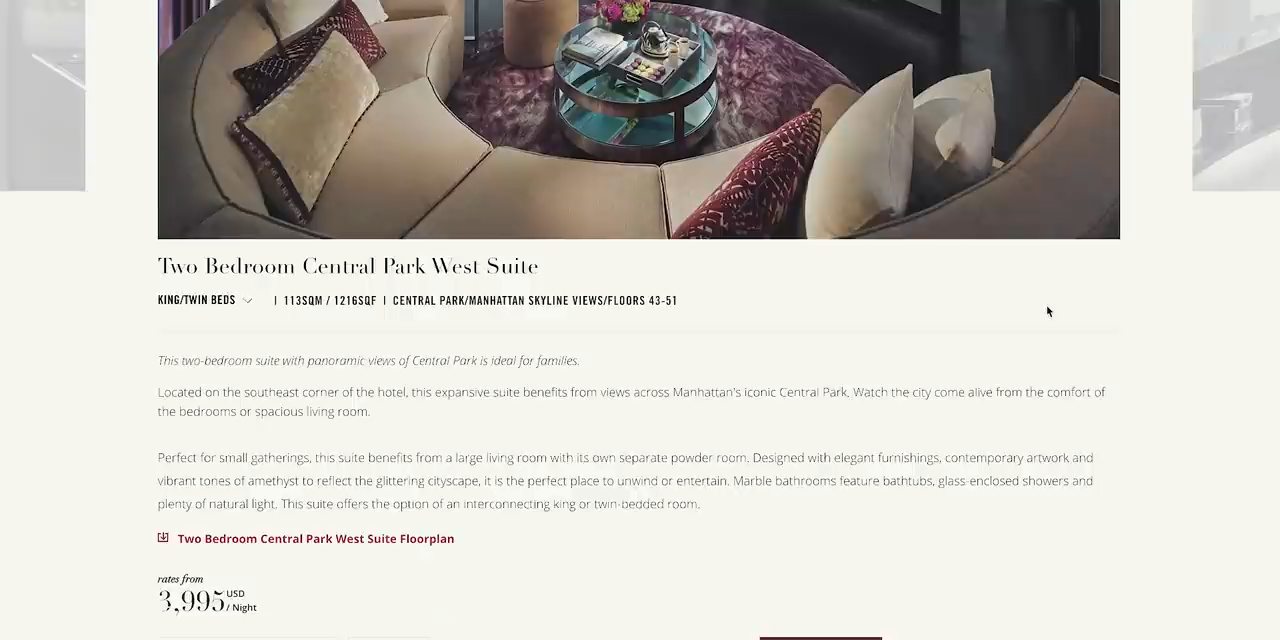 Two Bedroom Central Park West Suite
KING/TWIN BEDS | 113SQM / 1216SQF | CENTRAL PARK/MANHATTAN SKYLINE VIEWS/FLOORS 43-51
This two-bedroom suite with panoramic views of Central Park is ideal for families.
Located on the southeast corner of the hotel, this expansive suite benefits from views across Manhattan's iconic Central Park. Watch the city come alive from the comfort of
the bedrooms or spacious living room.
Perfect for small gatherings, this suite benefits from a large living room with its own separate powder room. Designed with elegant furnishings, contemporary artwork and
vibrant tones of amethyst to reflect the glittering cityscape, it is the perfect place to unwind or entertain. Marble bathrooms feature bathtubs, glass-enclosed showers and
plenty of natural light. This suite offers the option of an interconnecting king or twin-bedded room.
Two Bedroom Central Park West Suite Floorplan
rates from
3,995 USD
/ Night